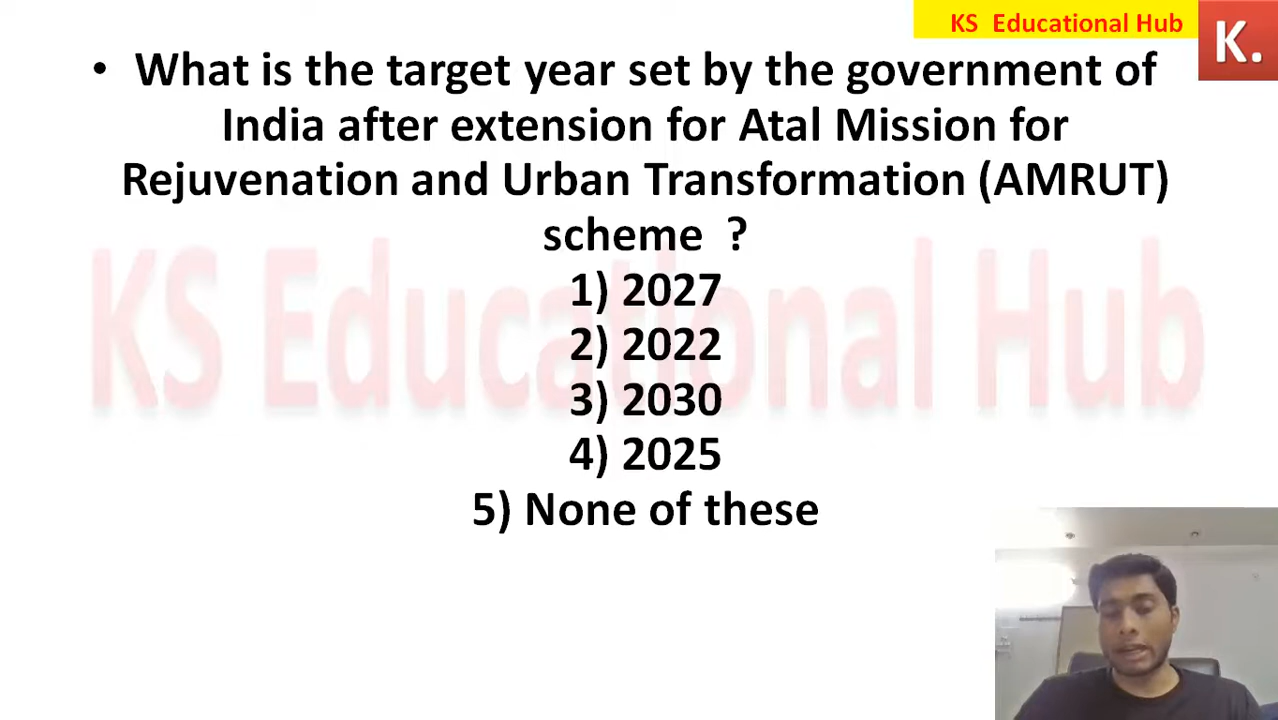 KS Educational Hub
K.
• What is the target year set by the government of
India after extension for Atal Mission for
Rejuvenation and Urban Transformation (AMRUT)
scheme ?
1) 2027
2) 2022
3) 2030
4) 2025
5) None of these
KS Educational Hub